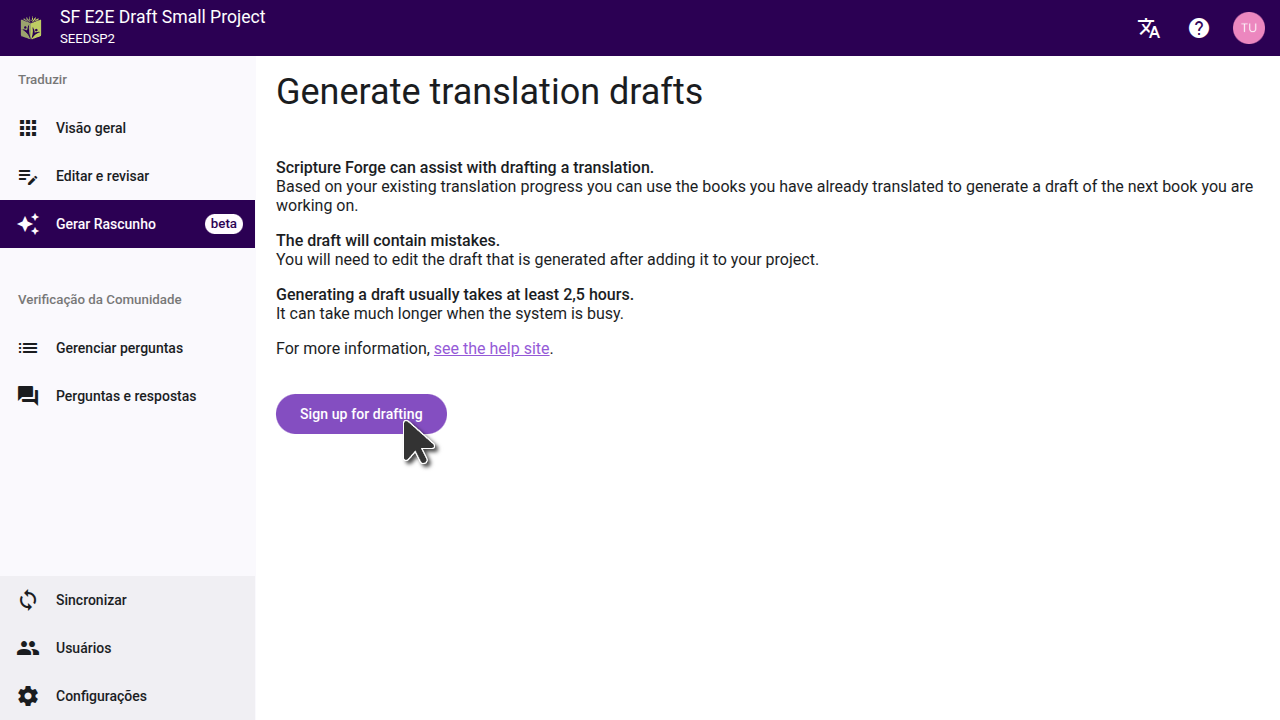 SF E2E Draft Small Project
SEEDSP2
TU
Traduzir
Visão geral
Editar e revisar
Gerar Rascunho beta
Verificação da Comunidade
Gerenciar perguntas
Perguntas e respostas
Sincronizar
Usuários
Configurações
Generate translation drafts
Scripture Forge can assist with drafting a translation.
Based on your existing translation progress you can use the books you have already translated to generate a draft of the next book you are
working on.
The draft will contain mistakes.
You will need to edit the draft that is generated after adding it to your project.
Generating a draft usually takes at least 2,5 hours.
It can take much longer when the system is busy.
For more information, see the help site.
Sign up for drafting